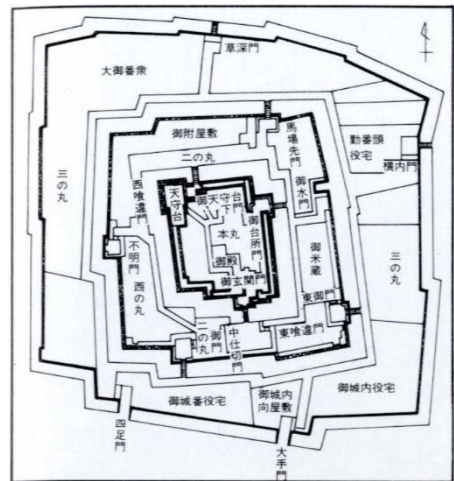 草深門
大御番衆
御附屋敷
馬場先門
勤番頭
役宅
横内門
二の丸
三の丸
西喰違門
天守台
御天守台
下門
御水門
本丸
御台所門
御米蔵
三の丸
不明門
御殿
西の丸
御玄関門
東御門
二の丸
御門
中仕切門
東喰違門
御城番役宅
御城内
向屋敷
御城内役宅
四足門
大手門